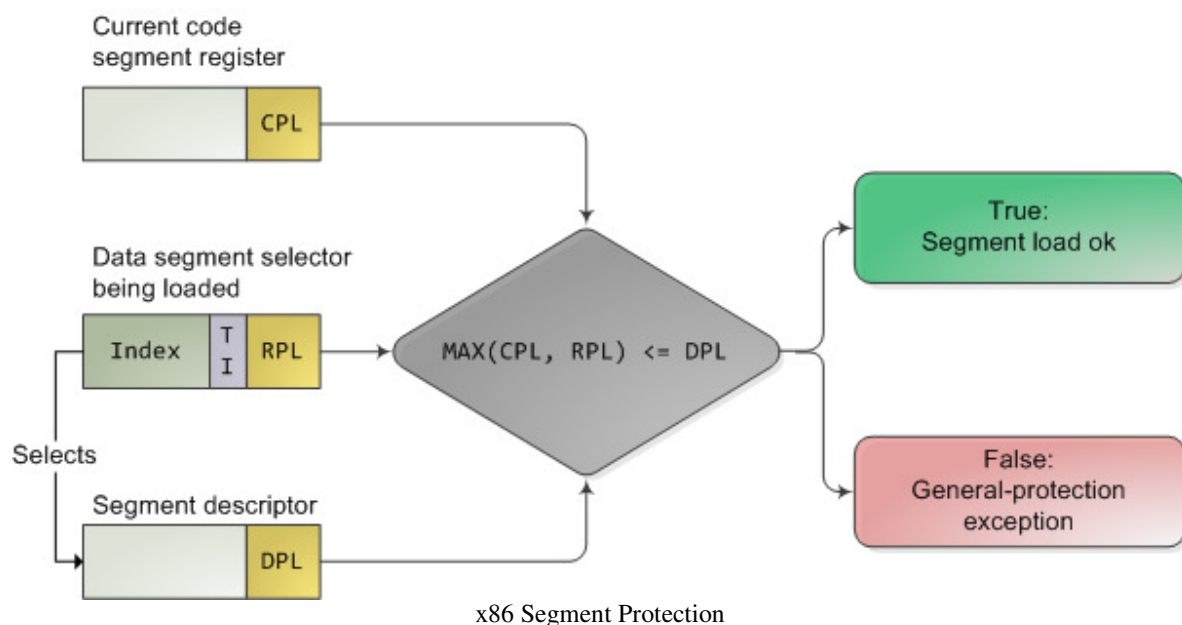 Current code
segment register
CPL
Data segment selector
being loaded
Index
T
I
RPL
Selects
Segment descriptor
DPL
MAX(CPL, RPL) <= DPL
True:
Segment load ok
False:
General-protection
exception
x86 Segment Protection